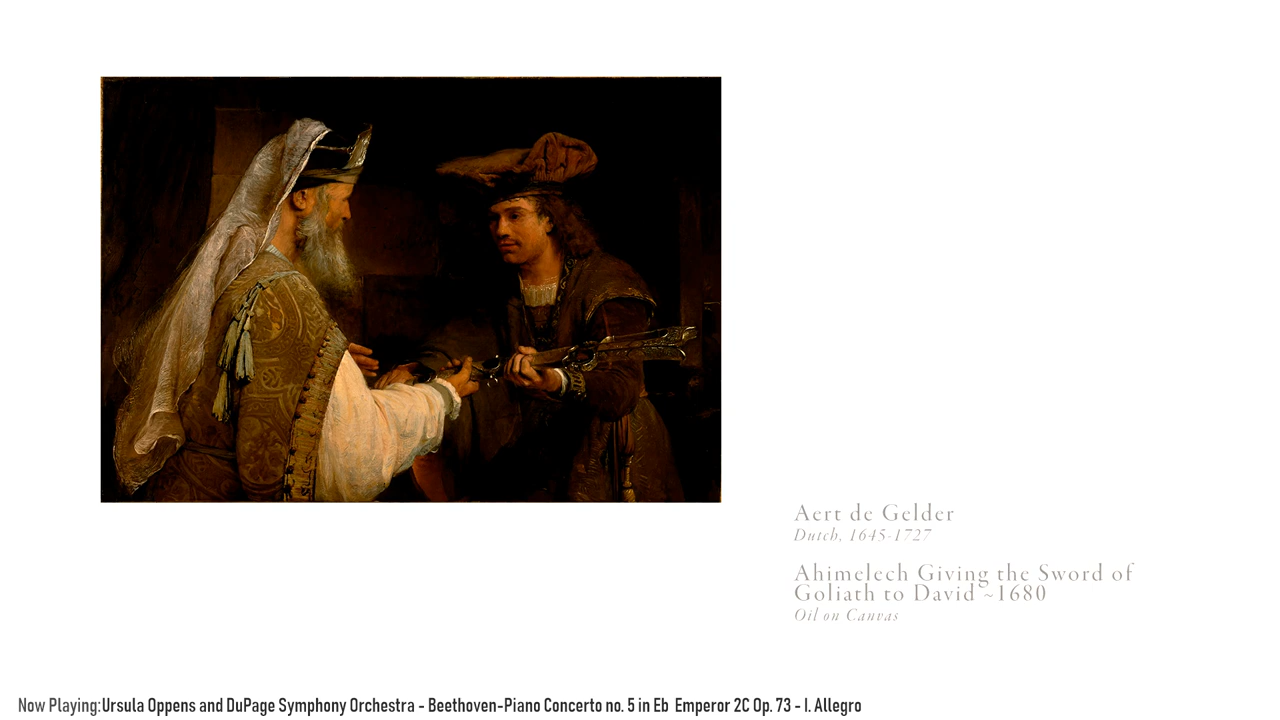 Aert de Gelder
Dutch, 1645-1727
Ahimelech Giving the Sword of
Goliath to David ~1680
Oil on Canvas
Now Playing:Ursula Oppens and DuPage Symphony Orchestra - Beethoven-Piano Concerto no. 5 in Eb  Emperor 2C Op. 73 - I. Allegro